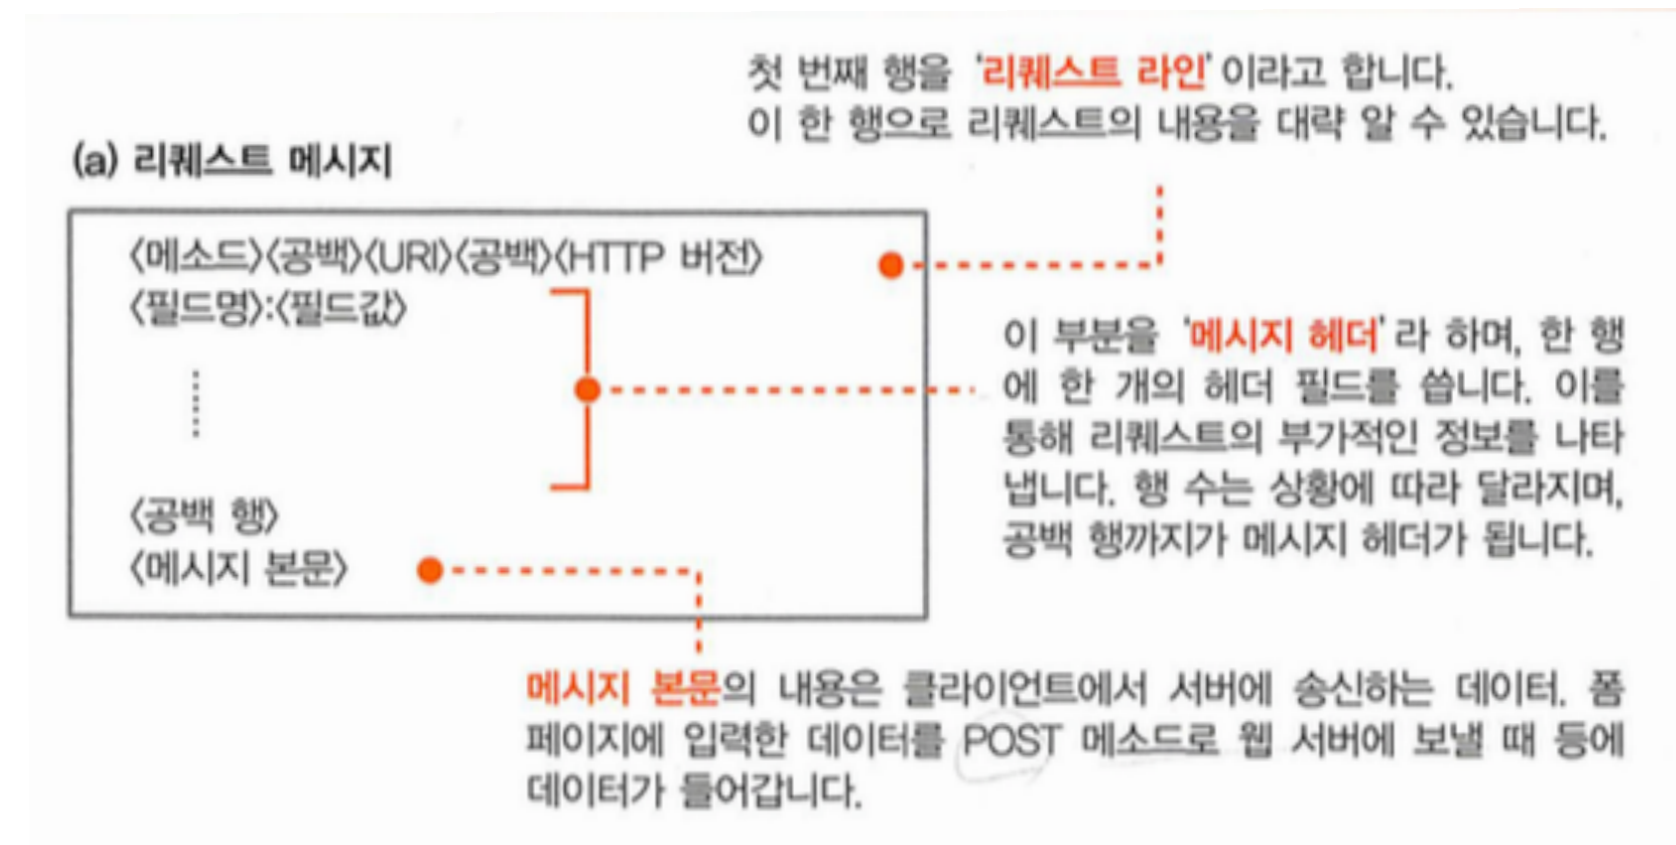 첫 번째 행을 '리퀘스트 라인'이라고 합니다.
이 한 행으로 리퀘스트의 내용을 대략 알 수 있습니다.
(a) 리퀘스트 메시지
〈메소드〉〈공백〉〈URI〉〈공백〉〈HTTP 버전〉
〈필드명〉:〈필드값〉
이 부분을 '메시지 헤더'라 하며, 한 행
에 한 개의 헤더 필드를 씁니다. 이를
통해 리퀘스트의 부가적인 정보를 나타
냅니다. 행 수는 상황에 따라 달라지며,
공백 행까지가 메시지 헤더가 됩니다.
〈공백 행〉
〈메시지 본문〉
메시지 본문의 내용은 클라이언트에서 서버에 송신하는 데이터. 폼
페이지에 입력한 데이터를 POST 메소드로 웹 서버에 보낼 때 등에
데이터가 들어갑니다.